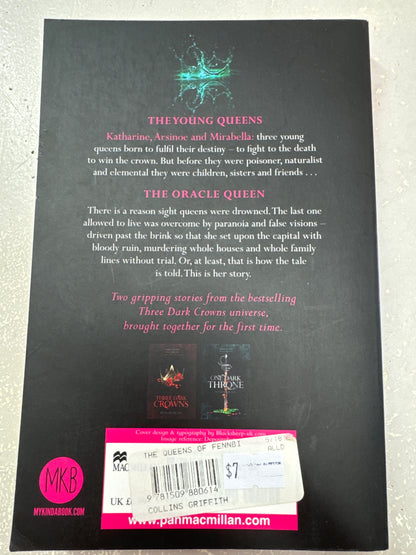 THE YOUNG QUEENS
Katharine, Arsinoe and Mirabella: three young
queens born to fulfil their destiny – to fight to the death
to win the crown. But before they were poisoner, naturalist
and elemental they were children, sisters and friends . . .
THE ORACLE QUEEN
There is a reason sight queens were drowned. The last one
allowed to live was overcome by paranoia and false visions –
driven past the brink so that she set upon the capital with
bloody ruin, murdering whole houses and whole family
lines without trial. Or, at least, that is how the tale
is told. This is her story.
Two gripping stories from the bestselling
Three Dark Crowns universe,
brought together for the first time.
THREE DARK
CROWNS
ONE DARK
THRONE
Cover design & typography by Blacksheep-uk.com
Image reference:
MAC
THE QUEENS OF FENNBI
5/18
ALLO
$7
9 781509 880614
COLLINS GRIFFITH
UK £
www.panmacmillan.com
MKB
MYKINDABOOK.COM